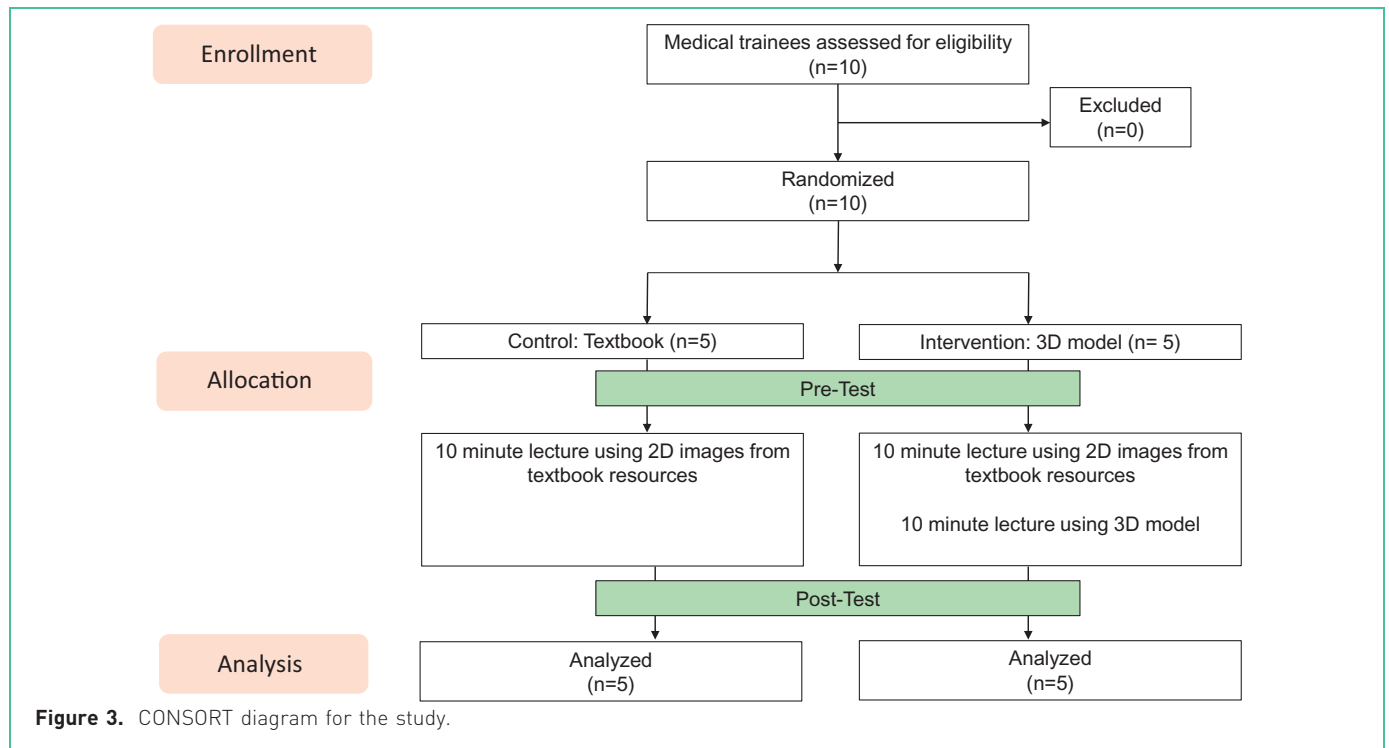 Enrollment
Medical trainees assessed for eligibility
(n=10)
Excluded
(n=0)
Randomized
(n=10)
Control: Textbook (n=5)
Intervention: 3D model (n= 5)
Allocation
Pre-Test
10 minute lecture using 2D images from
textbook resources
10 minute lecture using 2D images from
textbook resources
10 minute lecture using 3D model
Post-Test
Analysis
Analyzed
(n=5)
Analyzed
(n=5)
Figure 3. CONSORT diagram for the study.